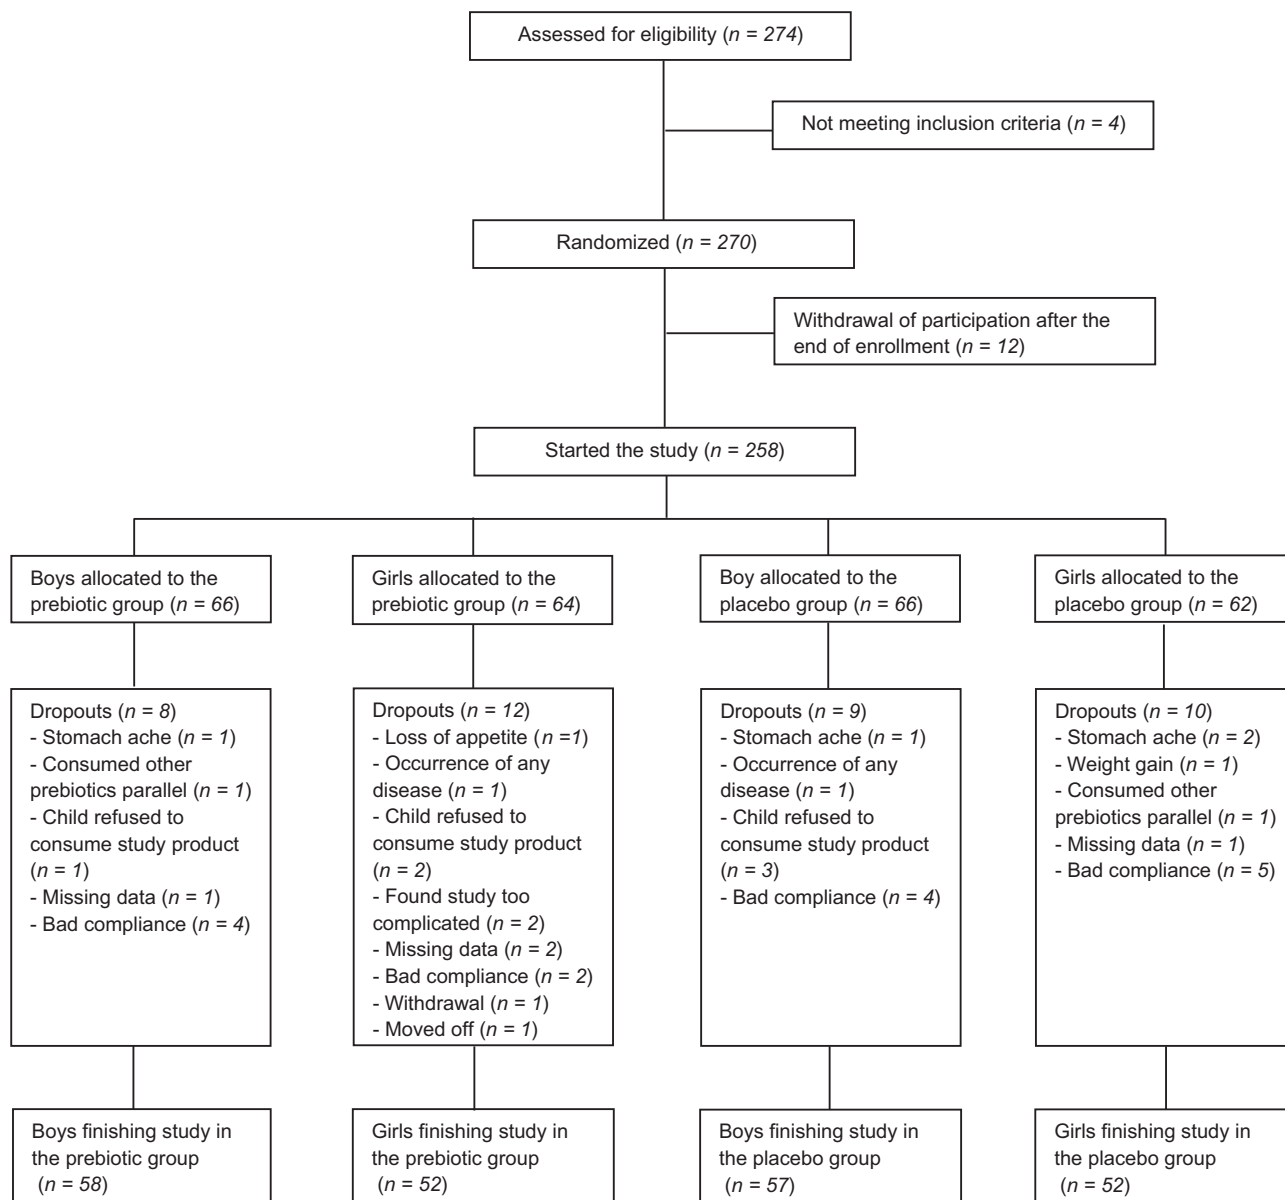 Assessed for eligibility (n = 274)
Not meeting inclusion criteria (n = 4)
Randomized (n = 270)
Withdrawal of participation after the
end of enrollment (n = 12)
Started the study (n = 258)
Boys allocated to the
prebiotic group (n = 66)
Girls allocated to the
prebiotic group (n = 64)
Boy allocated to the
placebo group (n = 66)
Girls allocated to the
placebo group (n = 62)
Dropouts (n = 8)
- Stomach ache (n = 1)
- Consumed other
prebiotics parallel (n = 1)
- Child refused to
consume study product
(n = 1)
- Missing data (n = 1)
- Bad compliance (n = 4)
Dropouts (n = 12)
- Loss of appetite (n =1)
- Occurrence of any
disease (n = 1)
- Child refused to
consume study product
(n = 2)
- Found study too
complicated (n = 2)
- Missing data (n = 2)
- Bad compliance (n = 2)
- Withdrawal (n = 1)
- Moved off (n = 1)
Dropouts (n = 9)
- Stomach ache (n = 1)
- Occurrence of any
disease (n = 1)
- Child refused to
consume study product
(n = 3)
- Bad compliance (n = 4)
Dropouts (n = 10)
- Stomach ache (n = 2)
- Weight gain (n = 1)
- Consumed other
prebiotics parallel (n = 1)
- Missing data (n = 1)
- Bad compliance (n = 5)
Boys finishing study in
the prebiotic group
(n = 58)
Girls finishing study in
the prebiotic group
(n = 52)
Boys finishing study in
the placebo group
(n = 57)
Girls finishing study in
the placebo group
(n = 52)